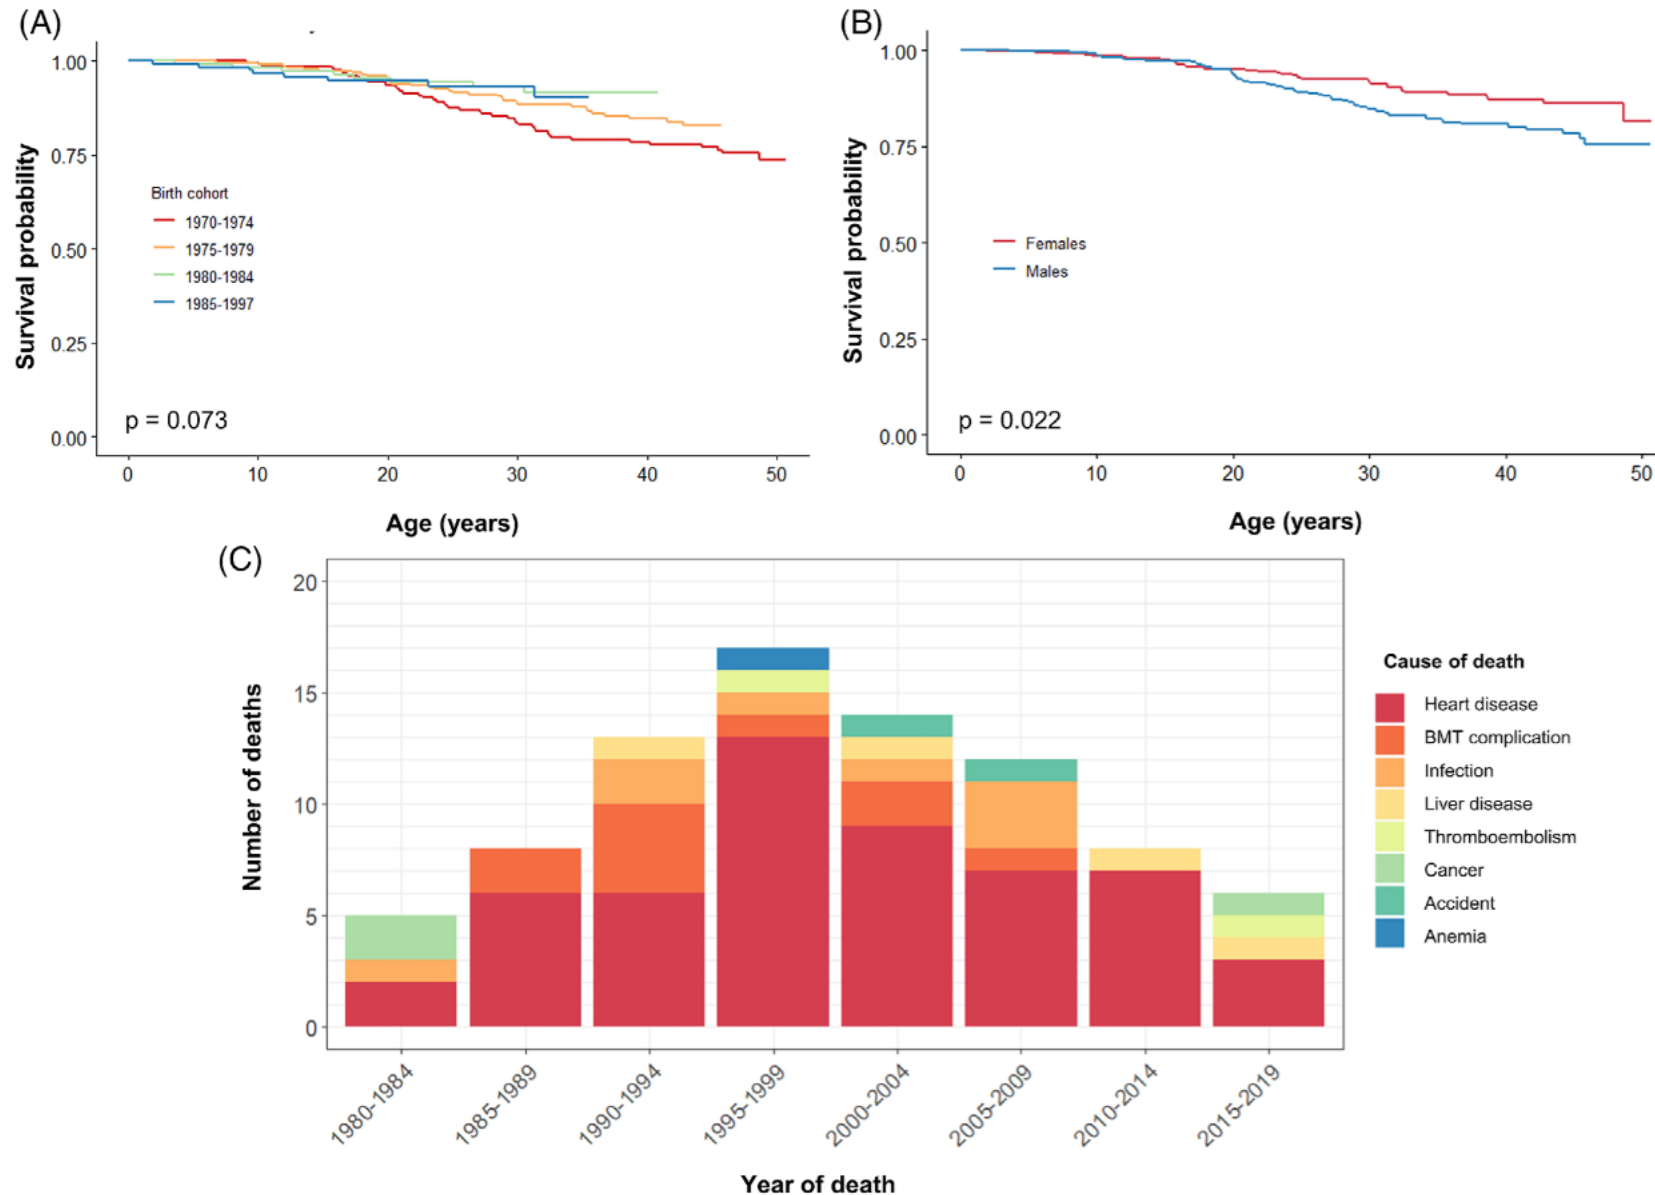 (A)
1.00
0.75
0.50
0.25
0.00
Survival probability
Birth cohort
1970-1974
1975-1979
1980-1984
1985-1997
p = 0.073
0 10 20 30 40 50
Age (years)
(B)
1.00
0.75
0.50
0.25
0.00
Survival probability
Females
Males
p = 0.022
0 10 20 30 40 50
Age (years)
(C)
20
15
10
5
0
Number of deaths
1980-1984 1985-1989 1990-1994 1995-1999 2000-2004 2005-2009 2010-2014 2015-2019
Year of death
Cause of death
Heart disease
BMT complication
Infection
Liver disease
Thromboembolism
Cancer
Accident
Anemia